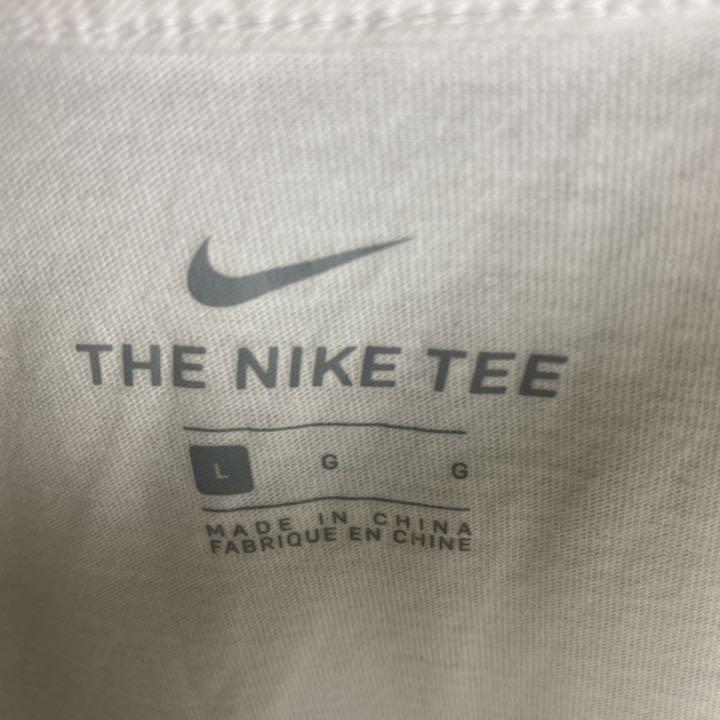 THE NIKE TEE
L G G
MADE IN CHINA
FABRIQUE EN CHINE